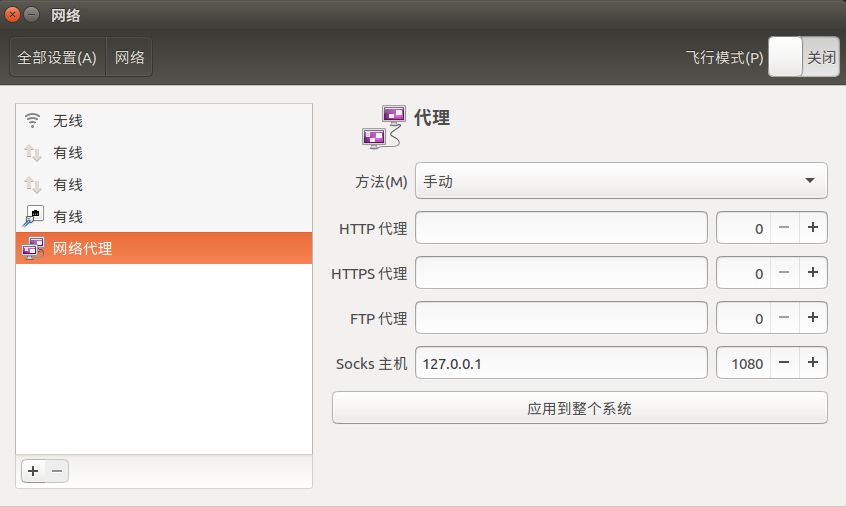 网络
全部设置(A) 网络
飞行模式(P) 关闭
无线
有线
有线
有线
网络代理
代理
方法(M) 手动
HTTP 代理 0 − +
HTTPS 代理 0 − +
FTP 代理 0 − +
Socks 主机 127.0.0.1 1080 − +
应用到整个系统
+ −